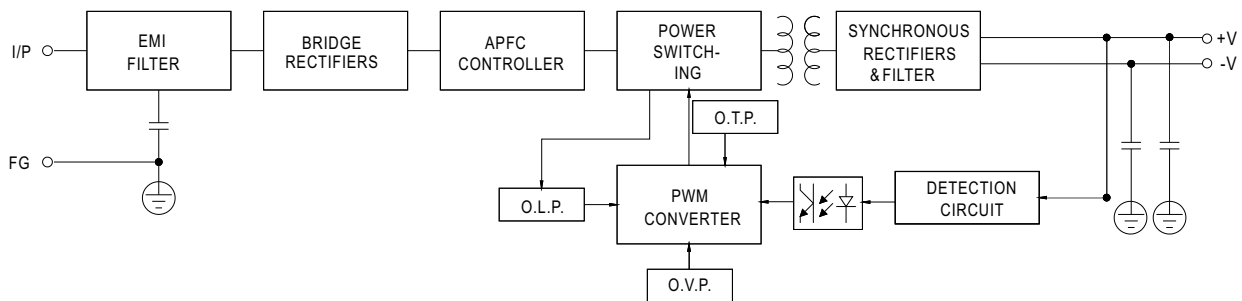 I/P
EMI
FILTER
BRIDGE
RECTIFIERS
APFC
CONTROLLER
POWER
SWITCH-
ING
SYNCHRONOUS
RECTIFIERS
& FILTER
+V
-V
O.T.P.
FG
O.L.P.
PWM
CONVERTER
DETECTION
CIRCUIT
O.V.P.